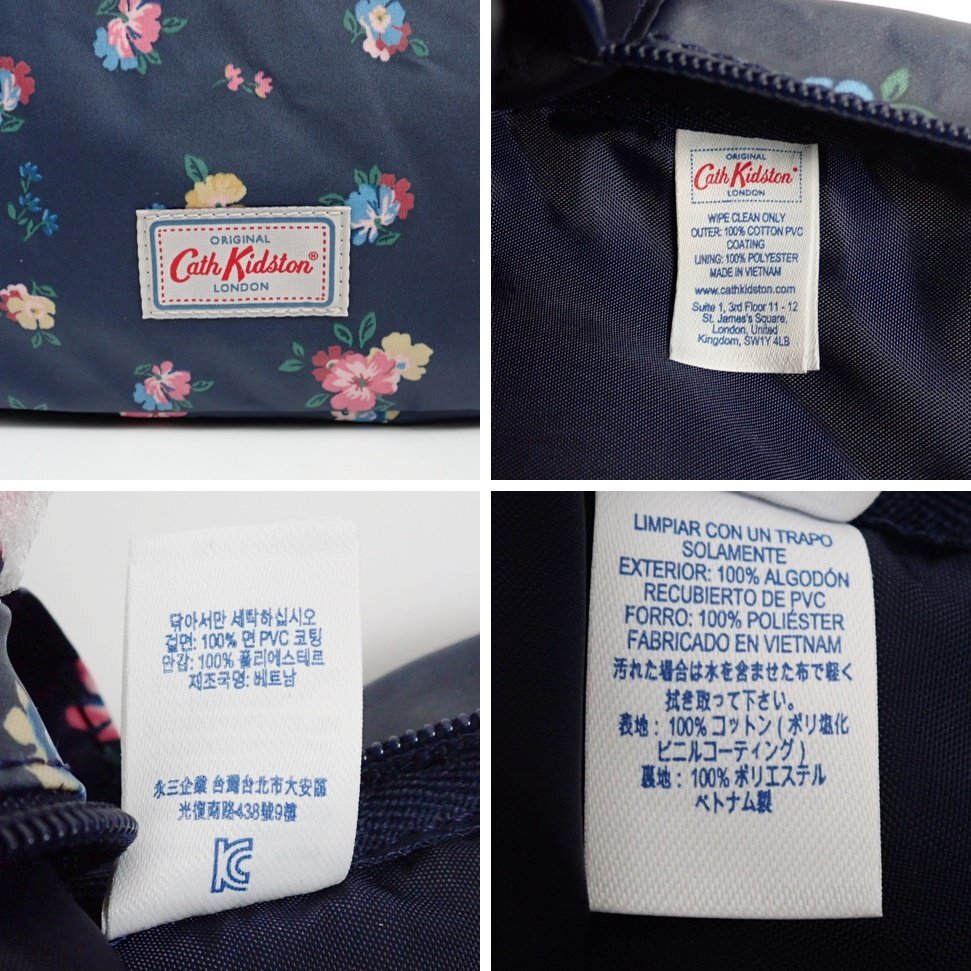 ORIGINAL
Cath Kidston®
LONDON
ORIGINAL
Cath Kidston®
LONDON
WIPE CLEAN ONLY
OUTER: 100% COTTON PVC
COATING
LINING: 100% POLYESTER
MADE IN VIETNAM
www.cathkidston.com
Suite 1, 3rd Floor 11 - 12
St. James's Square,
London, United
Kingdom, SW1Y 4LB
닦아서만 세탁하십시오
겉면: 100% 면 PVC 코팅
안감: 100% 폴리에스테르
제조국명: 베트남
永三企業 台灣台北市大安區
光復南路438號9樓
KC
LIMPIAR CON UN TRAPO
SOLAMENTE
EXTERIOR: 100% ALGODÓN
RECUBIERTO DE PVC
FORRO: 100% POLIÉSTER
FABRICADO EN VIETNAM
汚れた場合は水を含ませた布で軽く
拭き取って下さい。
表地：100% コットン ( ポリ塩化
ビニルコーティング )
裏地：100% ポリエステル
ベトナム製